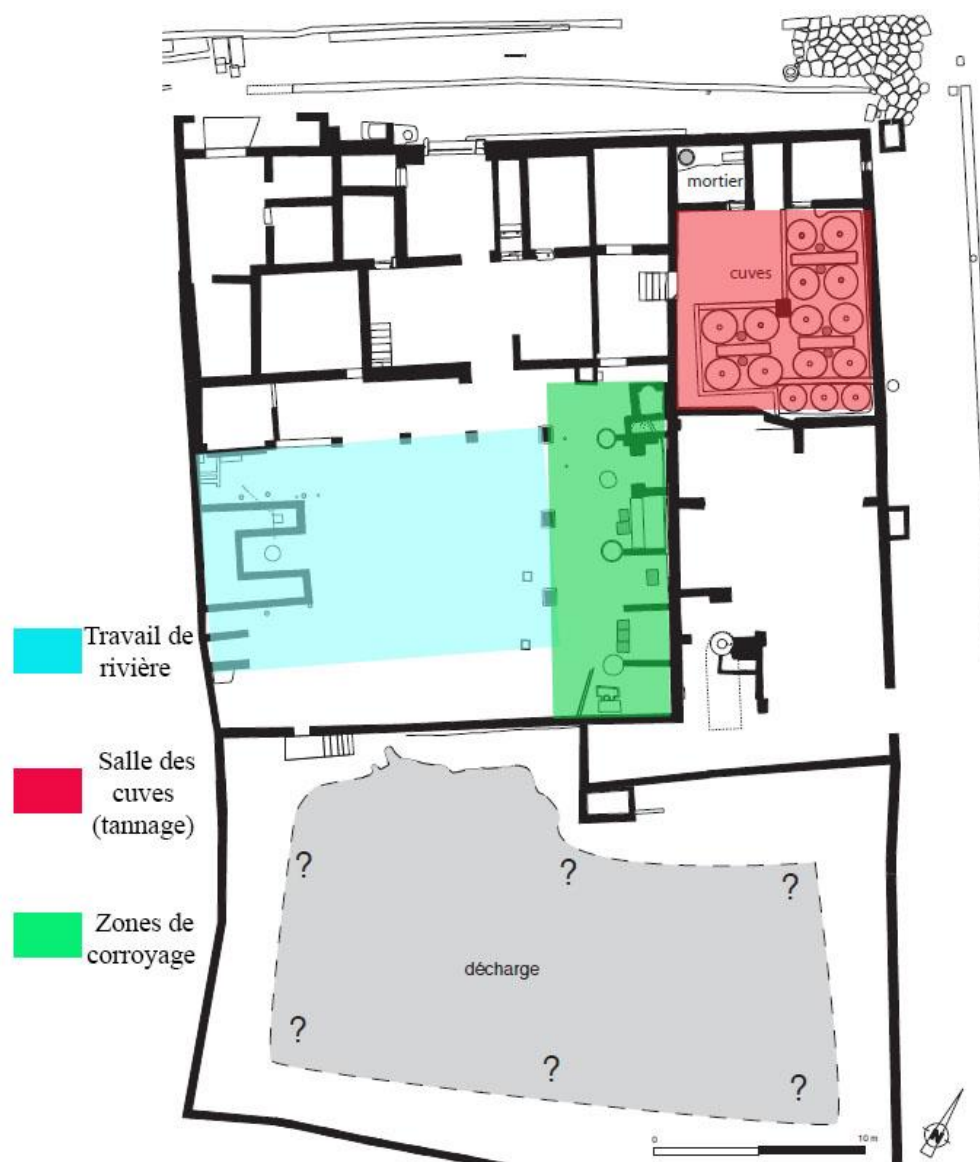 mortier
cuves
Travail de
rivière
Salle des
cuves
(tannage)
Zones de
corroyage
?
?
?
décharge
?
?
?
0
10 m
N